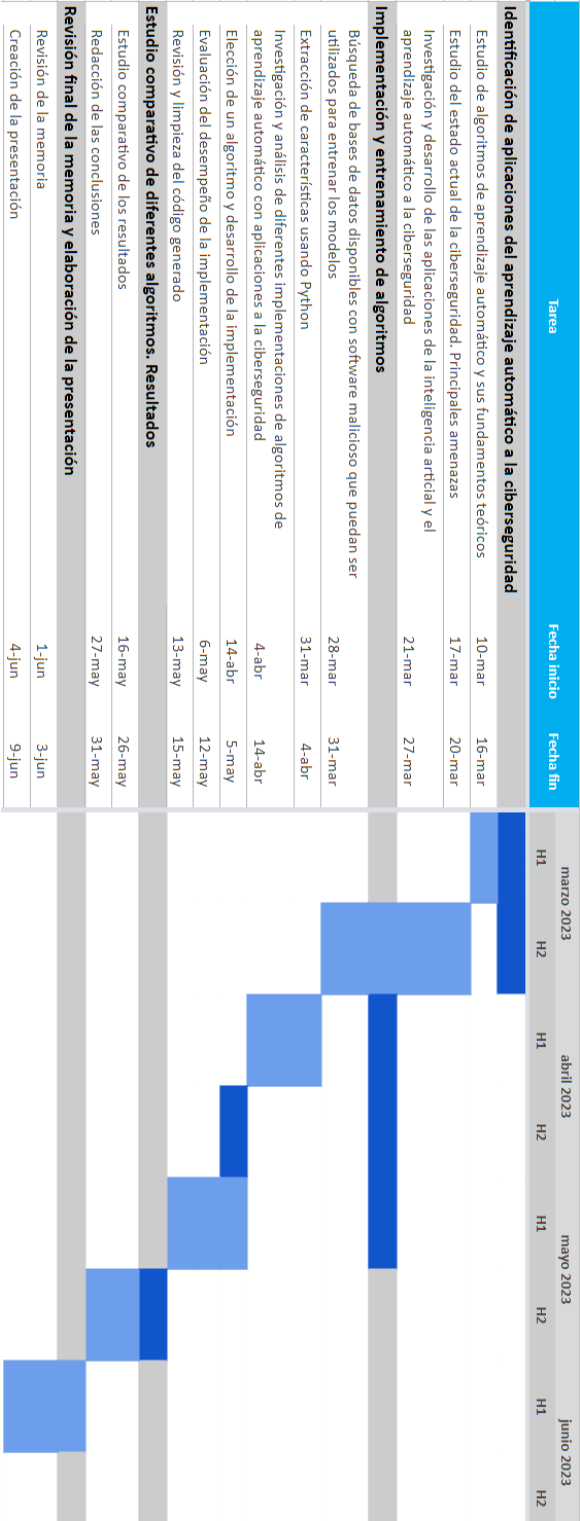 Tarea Fecha inicio Fecha fin marzo 2023 abril 2023 mayo 2023 junio 2023
H1 H2 H1 H2 H1 H2 H1 H2
Identificación de aplicaciones del aprendizaje automático a la ciberseguridad
Estudio de algoritmos de aprendizaje automático y sus fundamentos teóricos 10-mar 16-mar
Estudio del estado actual de la ciberseguridad. Principales amenazas 17-mar 20-mar
Investigación y desarrollo de las aplicaciones de la inteligencia articial y el
aprendizaje automático a la ciberseguridad 21-mar 27-mar
Implementación y entrenamiento de algoritmos
Búsqueda de bases de datos disponibles con software malicioso que puedan ser
utilizados para entrenar los modelos 28-mar 31-mar
Extracción de características usando Python 31-mar 4-abr
Investigación y análisis de diferentes implementaciones de algoritmos de
aprendizaje automático con aplicaciones a la ciberseguridad 4-abr 14-abr
Elección de un algoritmo y desarrollo de la implementación 14-abr 5-may
Evaluación del desempeño de la implementación 6-may 12-may
Revisión y limpieza del código generado 13-may 15-may
Estudio comparativo de diferentes algoritmos. Resultados
Estudio comparativo de los resultados 16-may 26-may
Redacción de las conclusiones 27-may 31-may
Revisión final de la memoria y elaboración de la presentación
Revisión de la memoria 1-jun 3-jun
Creación de la presentación 4-jun 9-jun